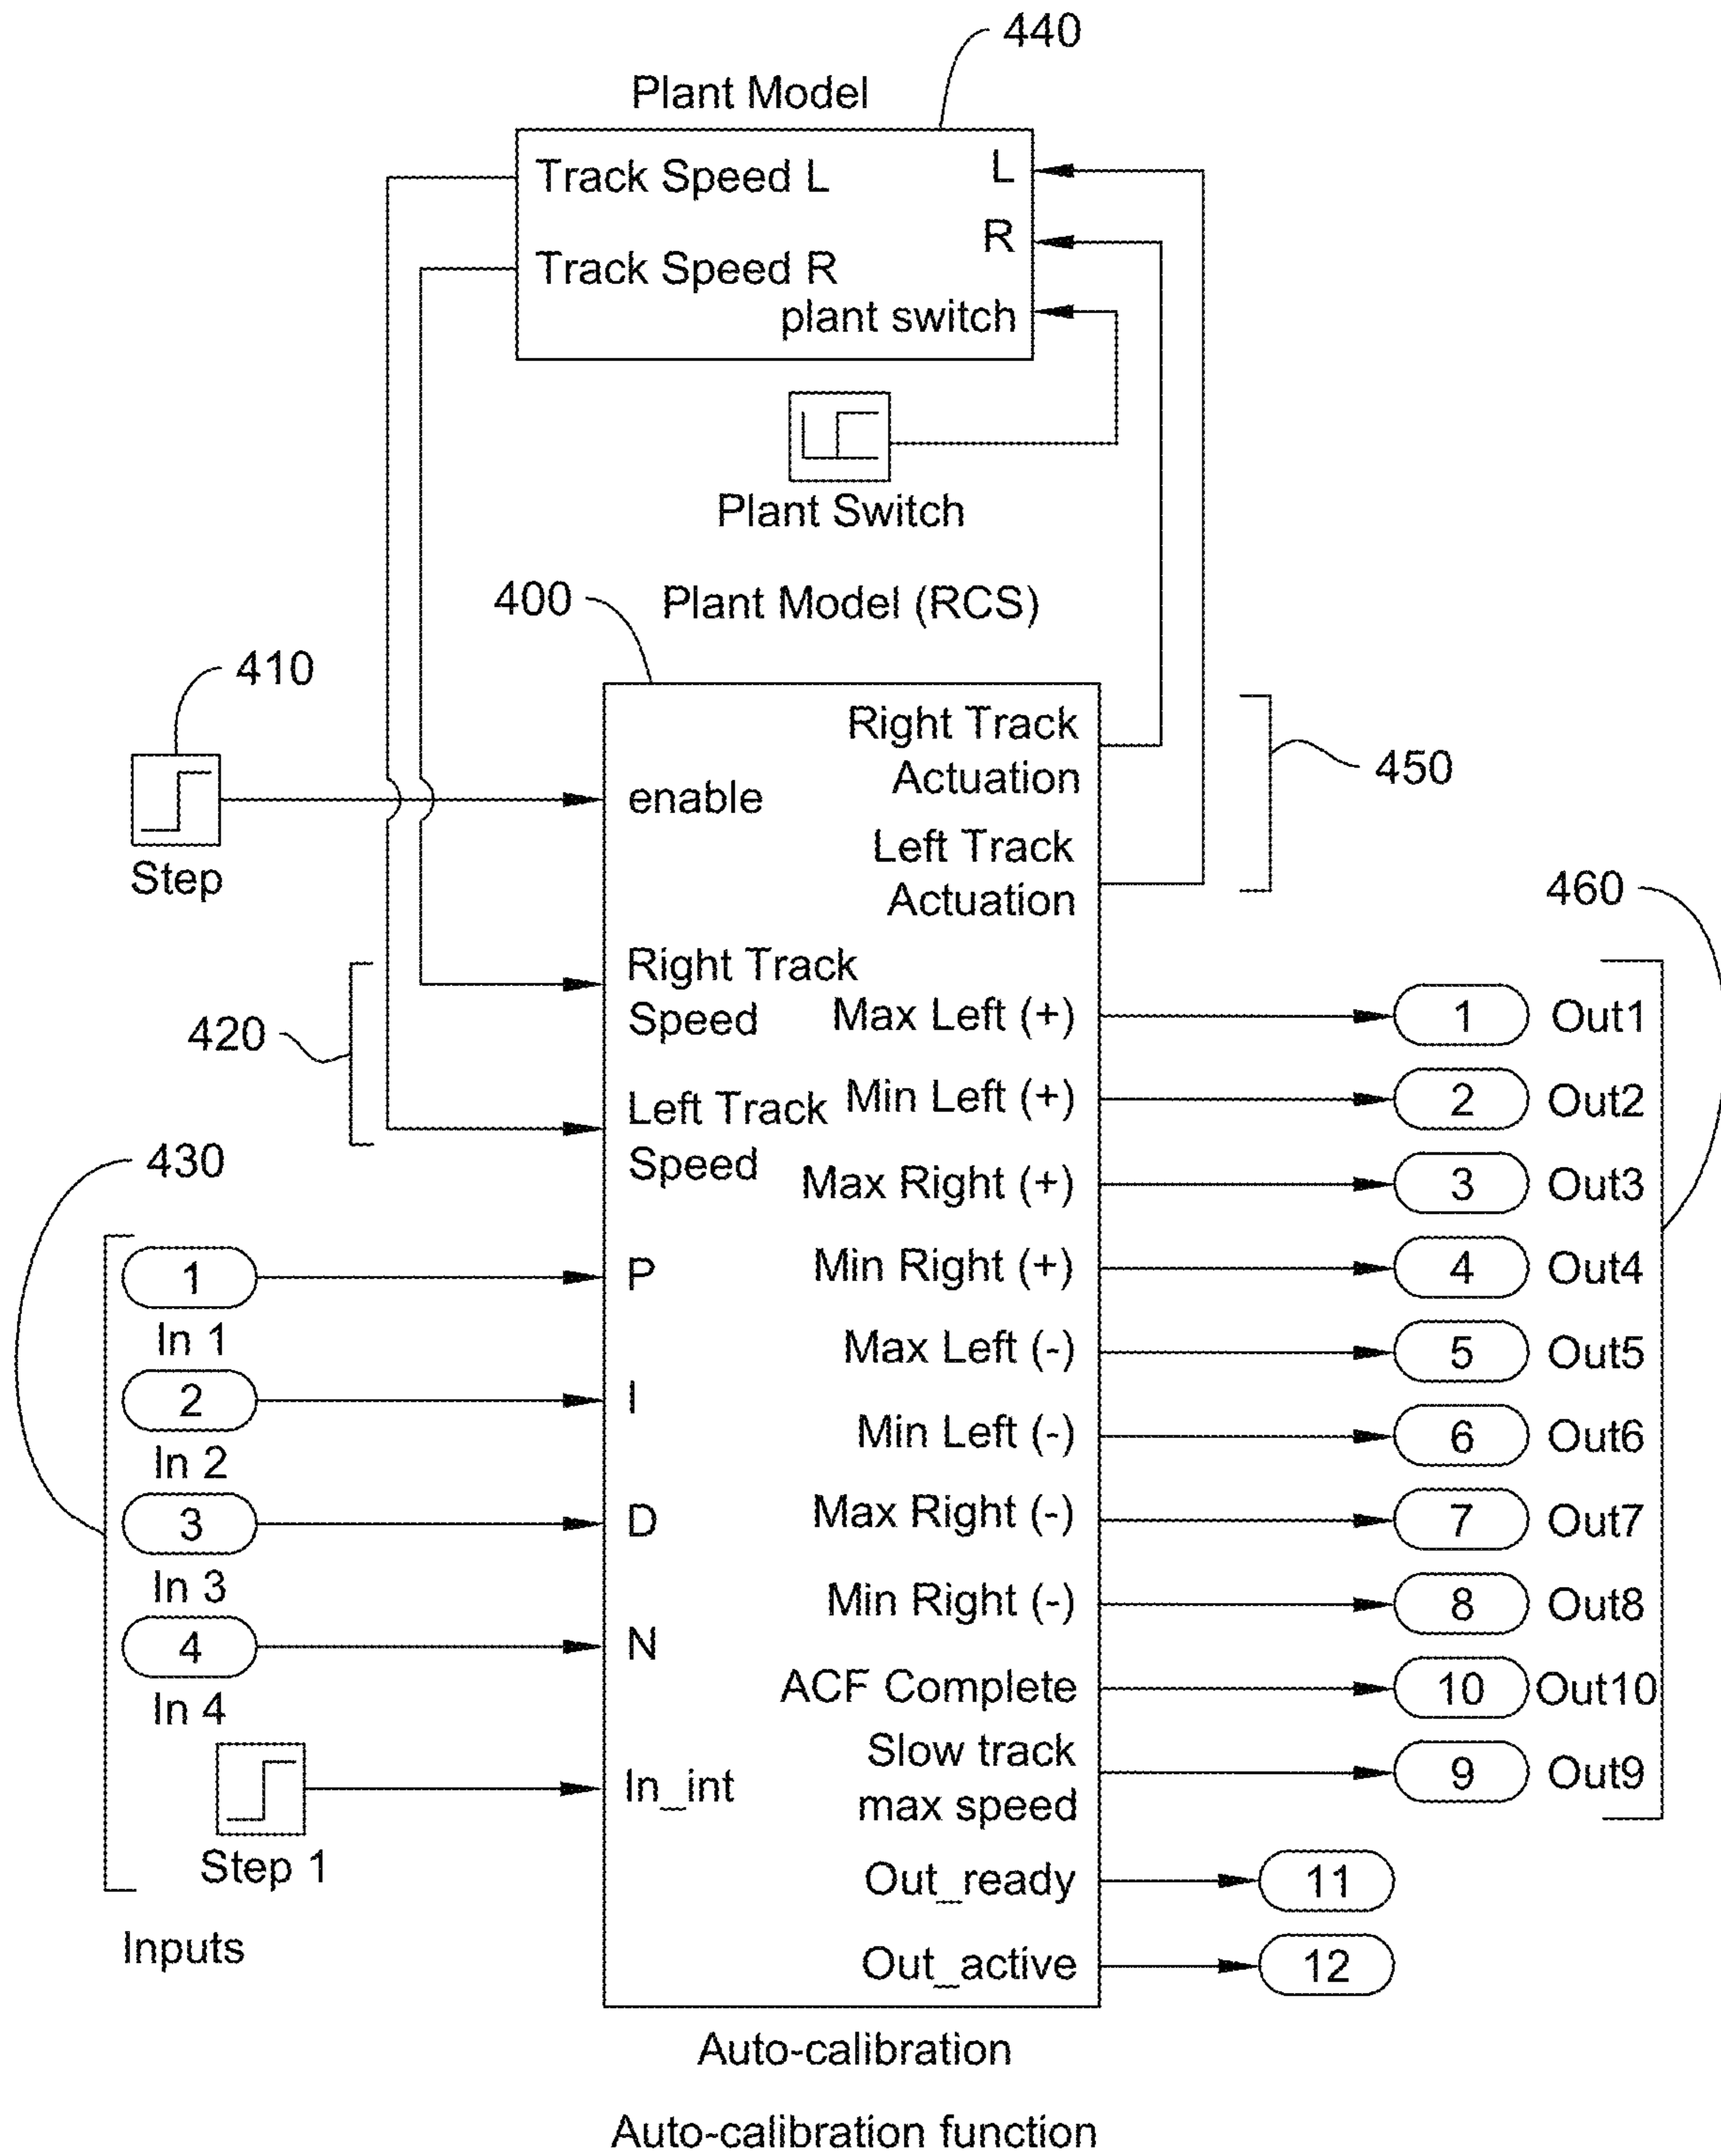 440
Plant Model
Track Speed L
L
R
Track Speed R
plant switch
Plant Switch
400
Plant Model (RCS)
410
Step
enable
Right Track
Actuation
Left Track
Actuation
450
460
420
Right Track
Speed
Left Track
Speed
430
1
In 1
2
In 2
3
In 3
4
In 4
Step 1
Inputs
P
I
D
N
In_int
Max Left (+)
1
Out1
Min Left (+)
2
Out2
Max Right (+)
3
Out3
Min Right (+)
4
Out4
Max Left (-)
5
Out5
Min Left (-)
6
Out6
Max Right (-)
7
Out7
Min Right (-)
8
Out8
ACF Complete
10
Out10
Slow track
max speed
9
Out9
Out_ready
11
Out_active
12
Auto-calibration
Auto-calibration function